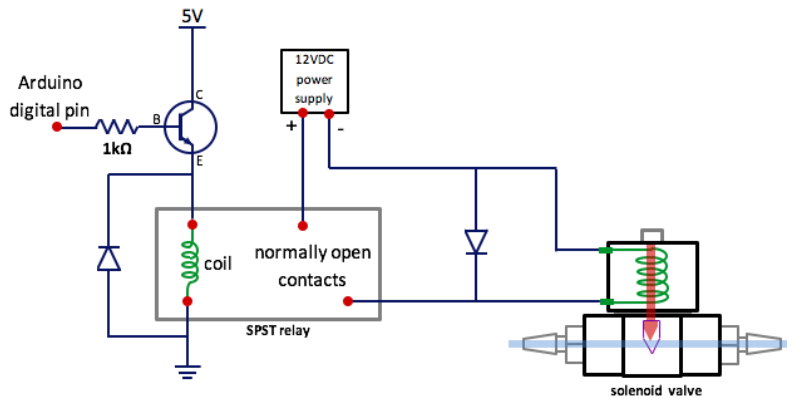 5V
12VDC
power
supply
Arduino
digital pin
C
B
1kΩ
E
+
-
coil
normally open
contacts
SPST relay
solenoid valve